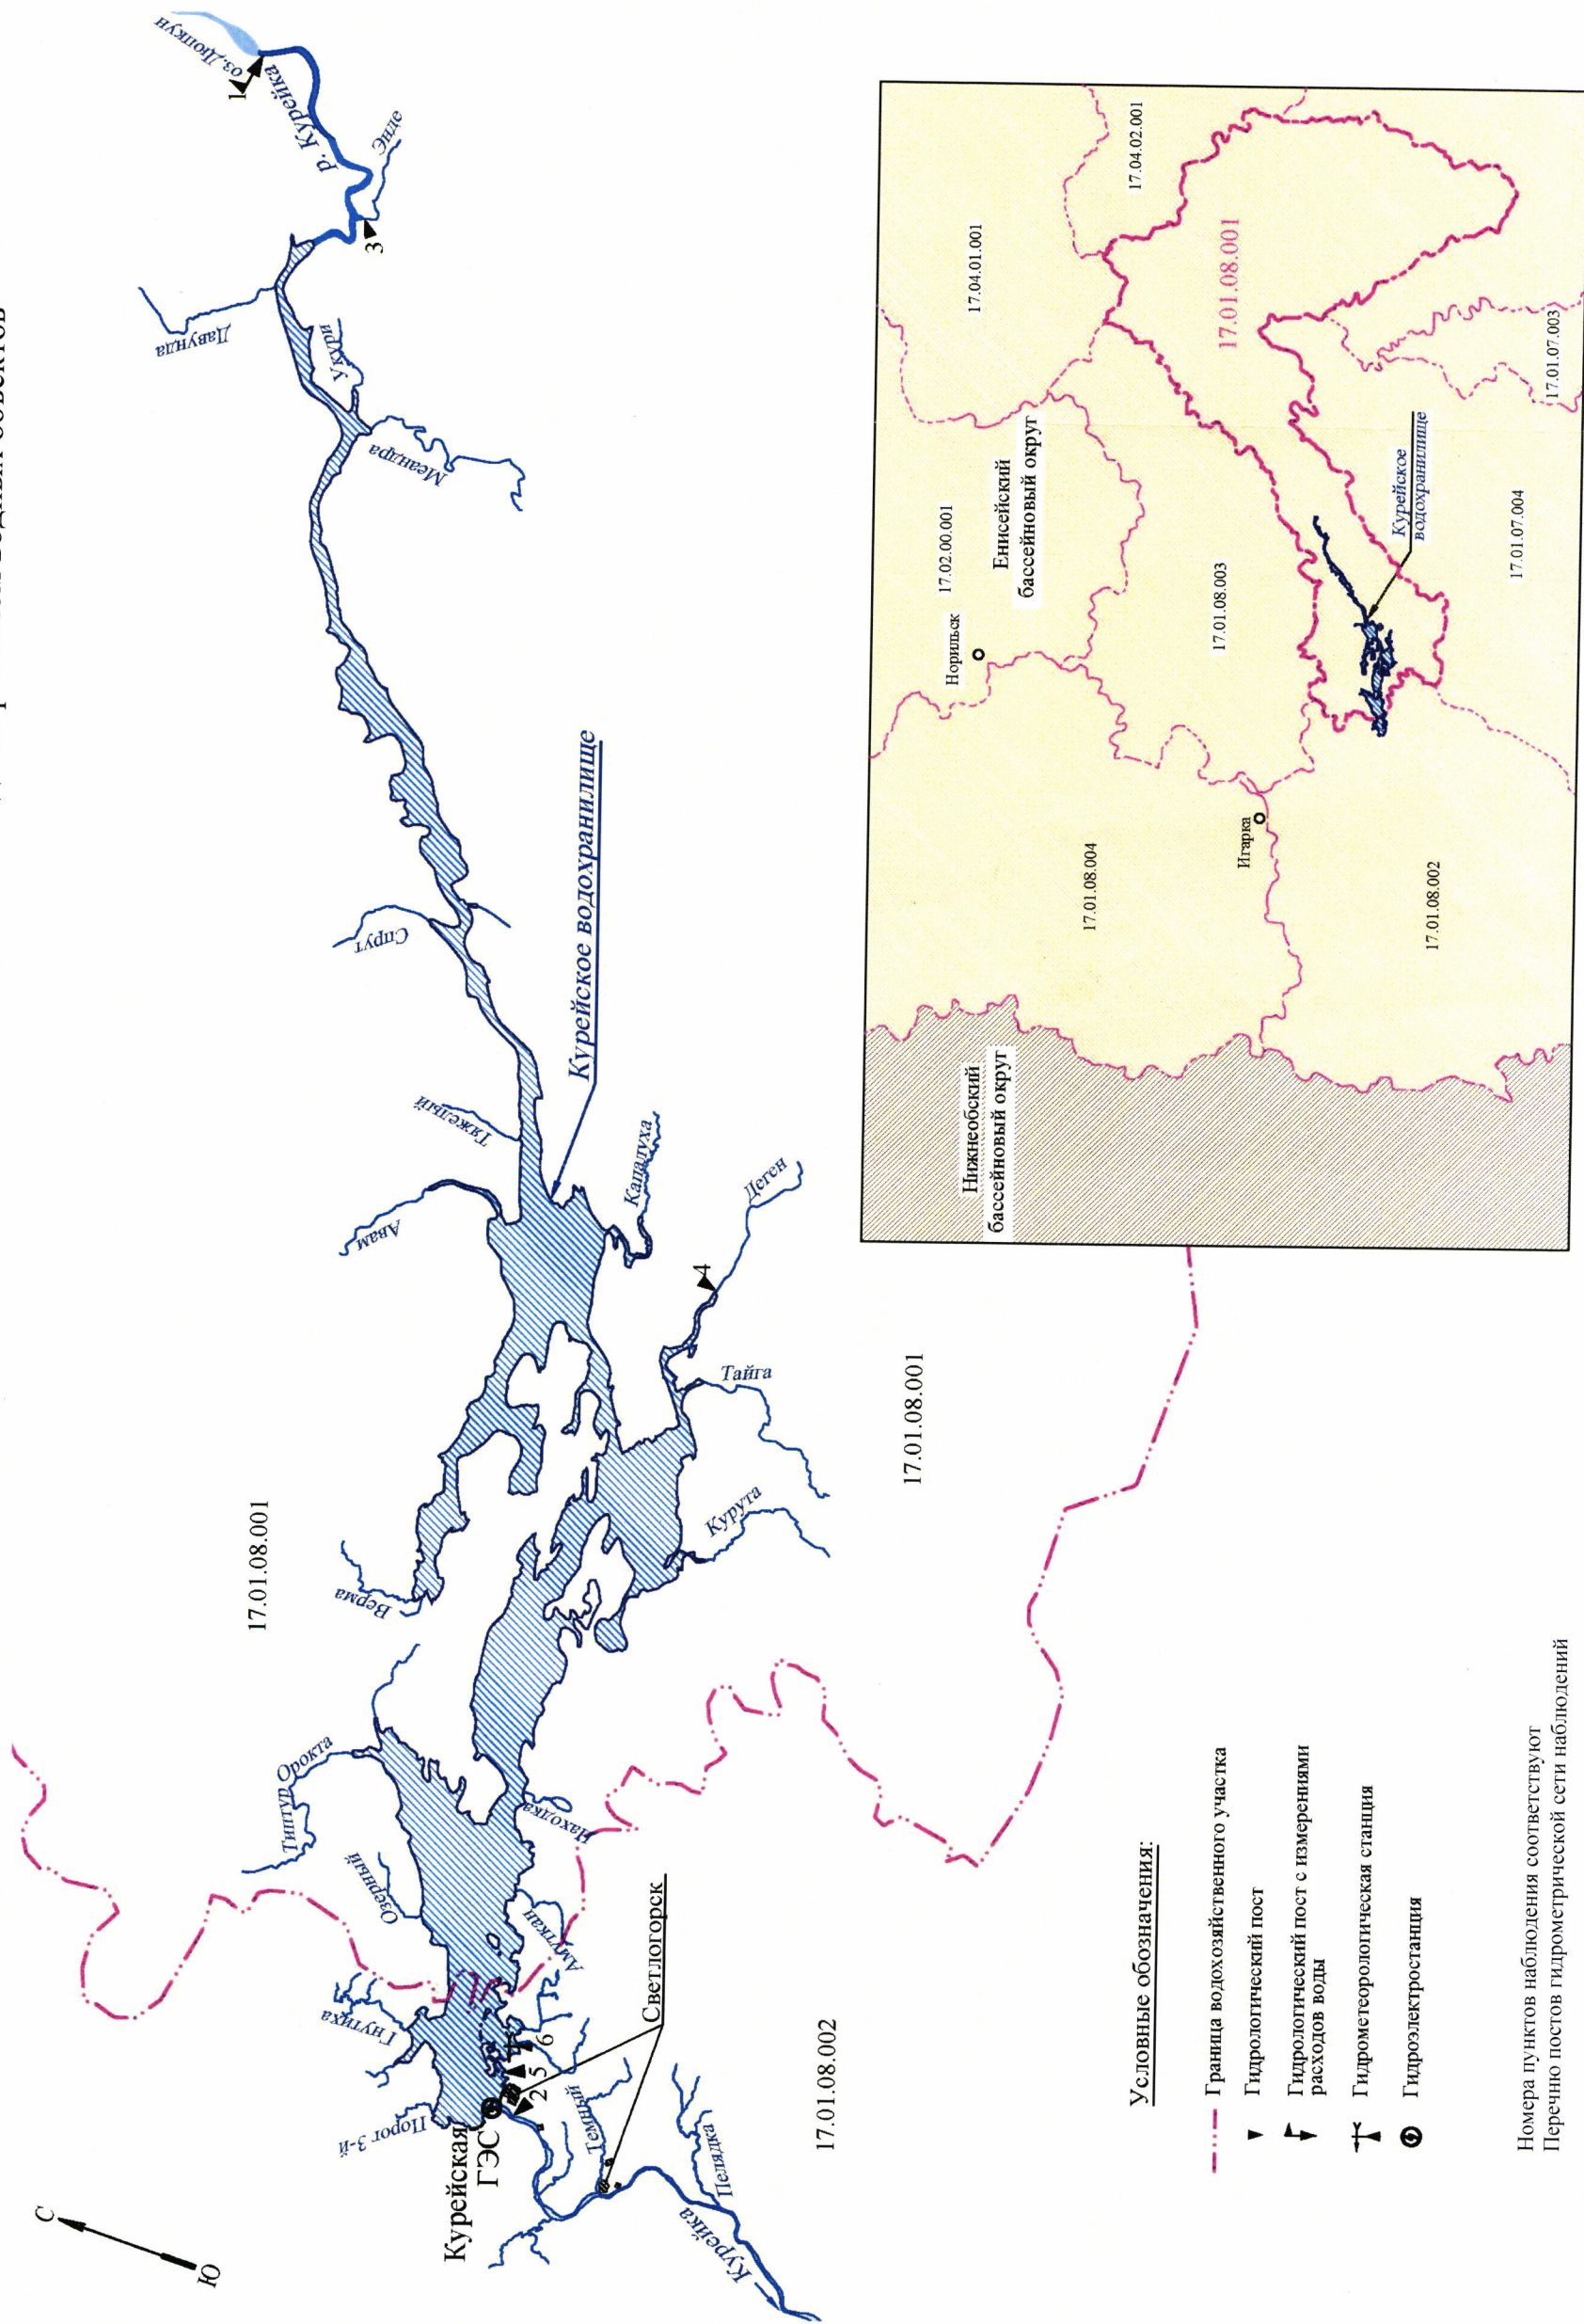 С
Ю
17.01.08.001
17.01.08.001
17.01.08.002
Курейская
ГЭС
Порог 3-й
Гнутиха
Озерный
Типтур
Орокта
Верма
Авам
Тяжелый
Спрут
Давунда
Укури
Меандра
оз.Дюпкун
р. Курейка
Энде
1
3
Курейское водохранилище
Капалуха
Деген
4
Тайга
Курута
Находка
Амуткан
6
5
2
Светлогорск
Темный
Пелядка
Курейка
Условные обозначения:
Граница водохозяйственного участка
Гидрологический пост
Гидрологический пост с измерениями
расходов воды
Гидрометеорологическая станция
Гидроэлектростанция
Номера пунктов наблюдения соответствуют
Перечню постов гидрометрической сети наблюдений
Нижнеобский
бассейновый округ
Енисейский
бассейновый округ
Норильск
Игарка
Курейское
водохранилище
17.02.00.001
17.04.01.001
17.04.02.001
17.01.08.001
17.01.08.003
17.01.08.004
17.01.08.002
17.01.07.004
17.01.07.003